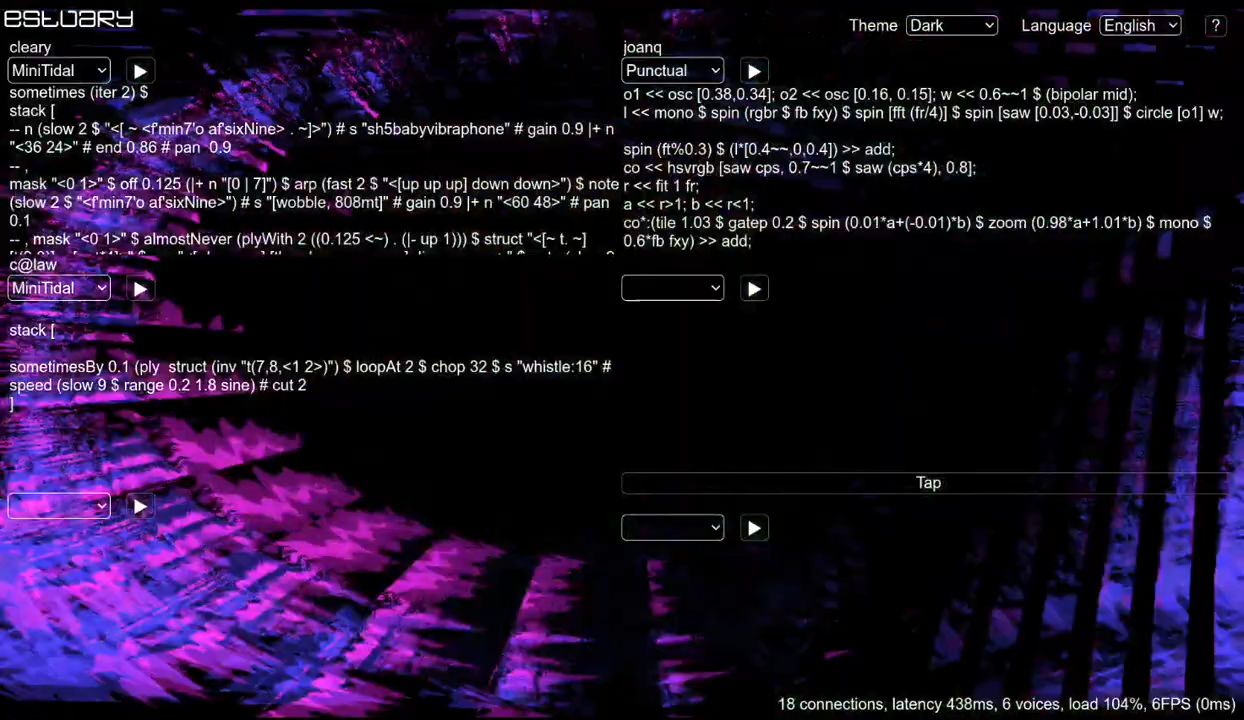 estuary
Theme Dark Language English ?
cleary
MiniTidal
sometimes (iter 2) $
stack [
-- n (slow 2 $ "<[ ~ <f'min7'o af'sixNine> . ~]>") # s "sh5babyvibraphone" # gain 0.9 |+ n
"<36 24>" # end 0.86 # pan 0.9
-- ,
mask "<0 1>" $ off 0.125 (|+ n "[0 | 7]") $ arp (fast 2 $ "<[up up up] down down>") $ note
(slow 2 $ "<f'min7'o af'sixNine>") # s "[wobble, 808mt]" # gain 0.9 |+ n "<60 48>" # pan
0.1
-- , mask "<0 1>" $ almostNever (plyWith 2 ((0.125 <~) . (|- up 1))) $ struct "<[~ t. ~]
joanq
Punctual
o1 << osc [0.38,0.34]; o2 << osc [0.16, 0.15]; w << 0.6~~1 $ (bipolar mid);
l << mono $ spin (rgbr $ fb fxy) $ spin [fft (fr/4)] $ spin [saw [0.03,-0.03]] $ circle [o1] w;
spin (ft%0.3) $ (l*[0.4~~,0,0.4]) >> add;
co << hsvrgb [saw cps, 0.7~~1 $ saw (cps*4), 0.8];
r << fit 1 fr;
a << r>1; b << r<1;
co*:(tile 1.03 $ gatep 0.2 $ spin (0.01*a+(-0.01)*b) $ zoom (0.98*a+1.01*b) $ mono $
0.6*fb fxy) >> add;
c@law
MiniTidal
stack [
sometimesBy 0.1 (ply struct (inv "t(7,8,<1 2>)") $ loopAt 2 $ chop 32 $ s "whistle:16" #
speed (slow 9 $ range 0.2 1.8 sine) # cut 2
]
Tap
18 connections, latency 438ms, 6 voices, load 104%, 6FPS (0ms)